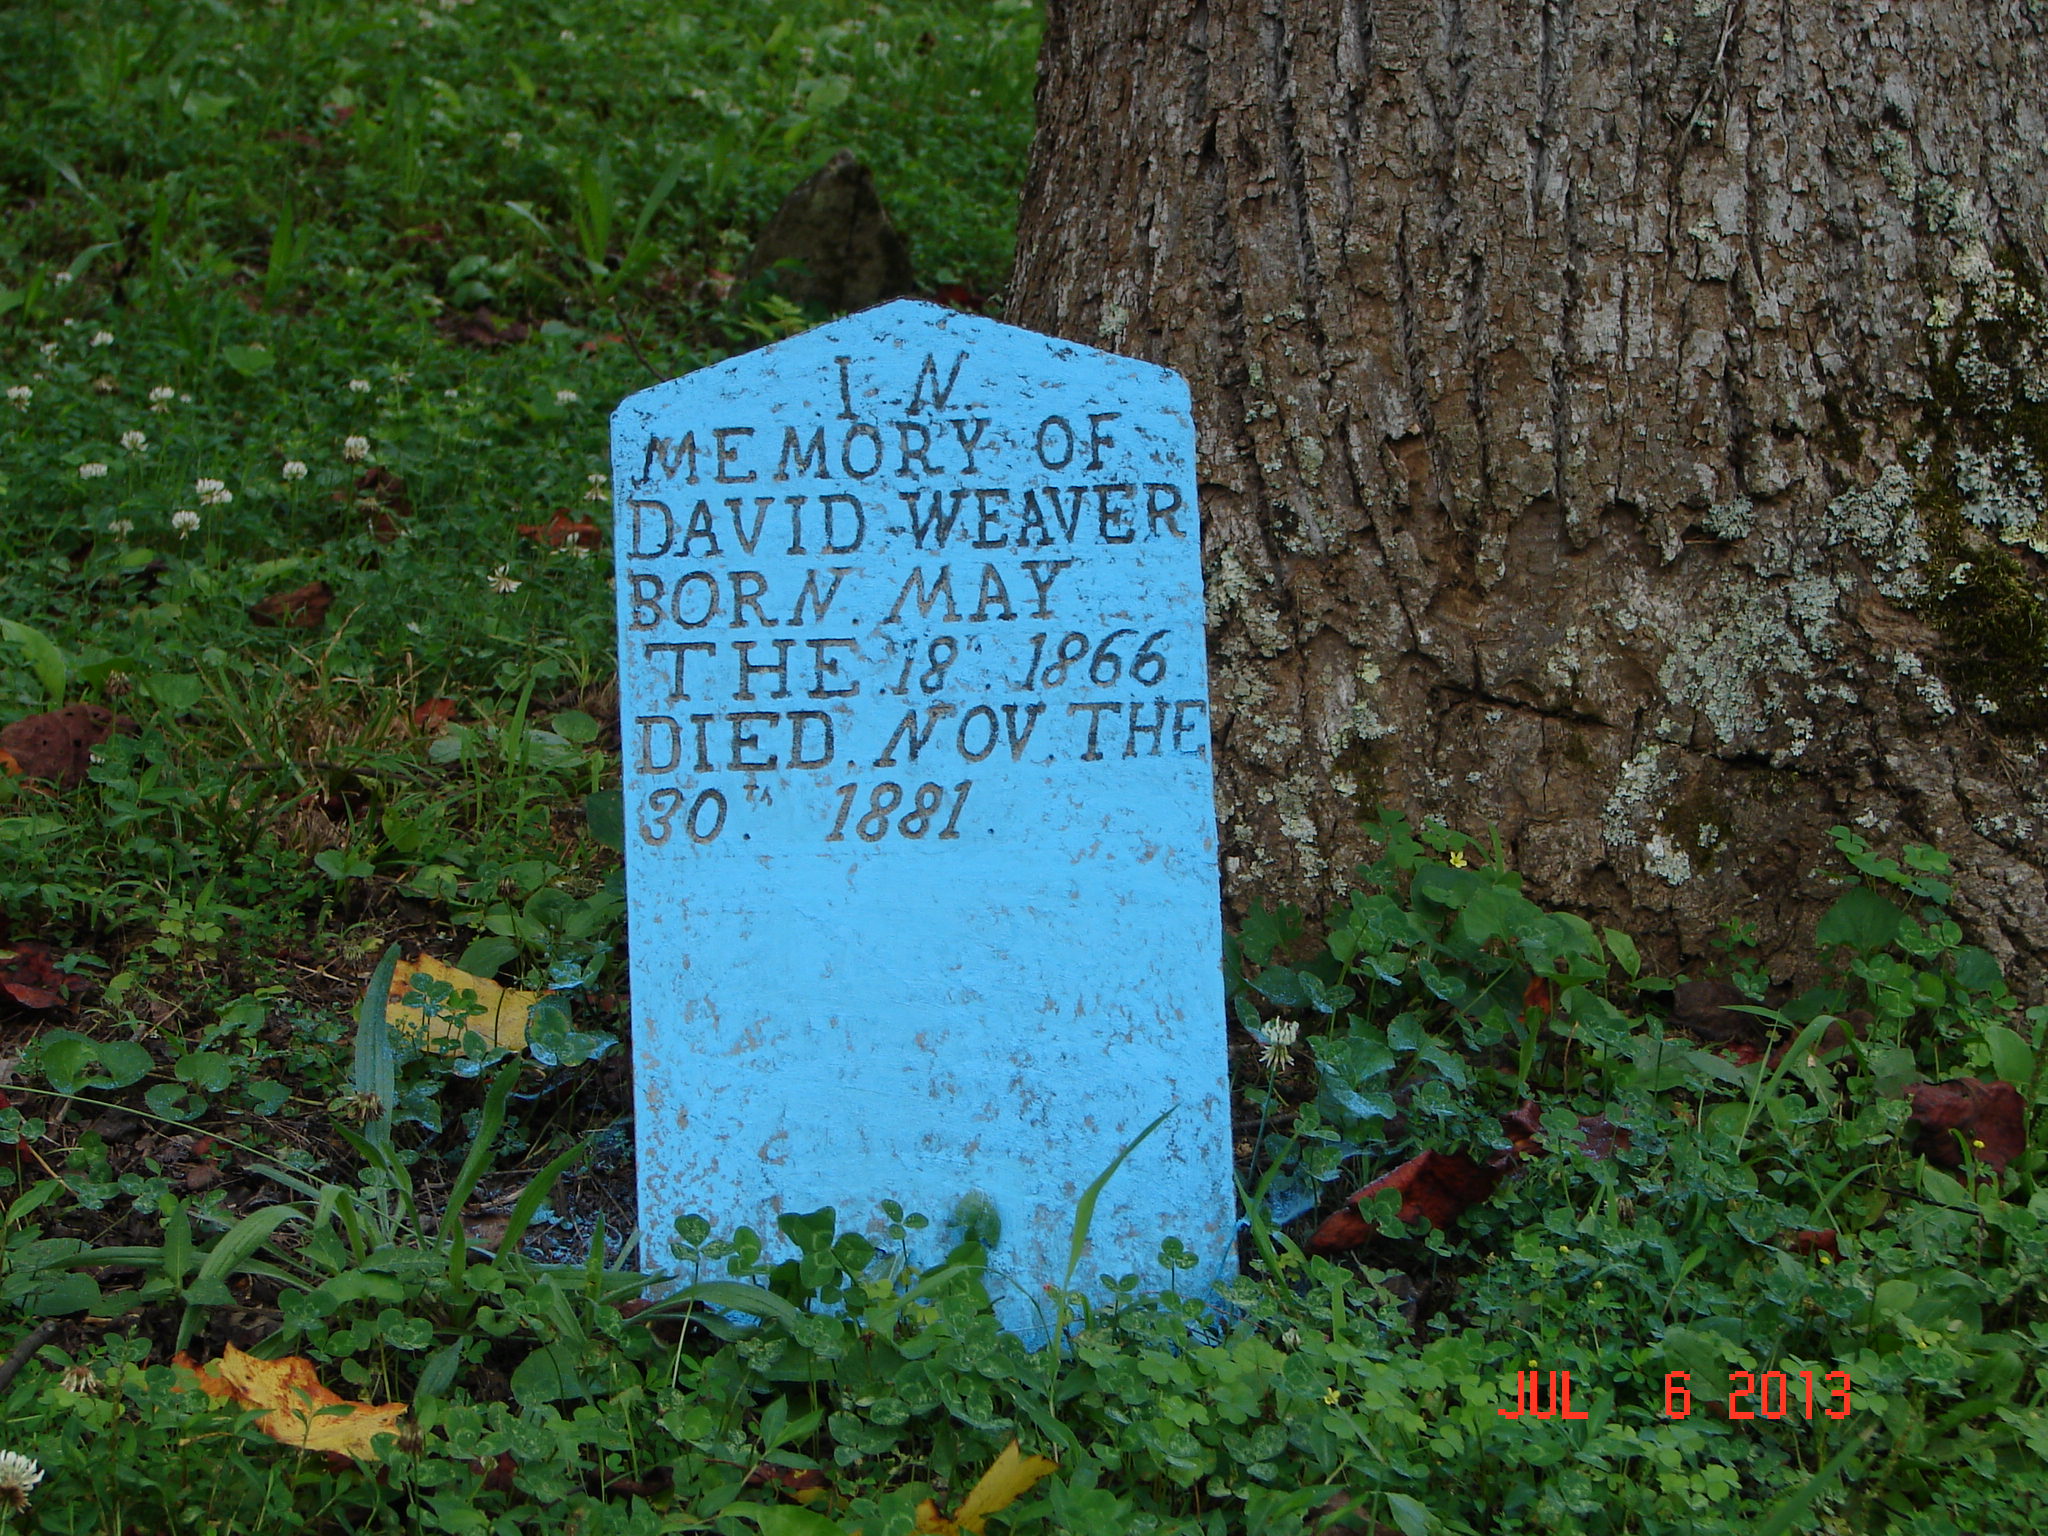 IN
MEMORY OF
DAVID WEAVER
BORN. MAY
THE 18th. 1866
DIED. NOV. THE
30th. 1881.
JUL 6 2013